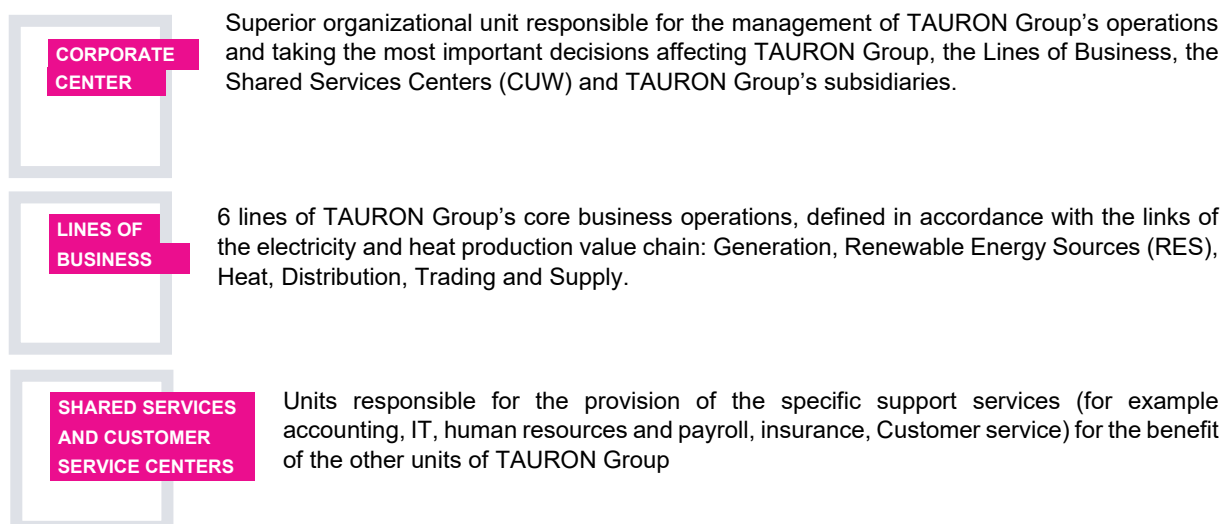 CORPORATE
CENTER
Superior organizational unit responsible for the management of TAURON Group’s operations
and taking the most important decisions affecting TAURON Group, the Lines of Business, the
Shared Services Centers (CUW) and TAURON Group’s subsidiaries.
LINES OF
BUSINESS
6 lines of TAURON Group’s core business operations, defined in accordance with the links of
the electricity and heat production value chain: Generation, Renewable Energy Sources (RES),
Heat, Distribution, Trading and Supply.
SHARED SERVICES
AND CUSTOMER
SERVICE CENTERS
Units responsible for the provision of the specific support services (for example
accounting, IT, human resources and payroll, insurance, Customer service) for the benefit
of the other units of TAURON Group